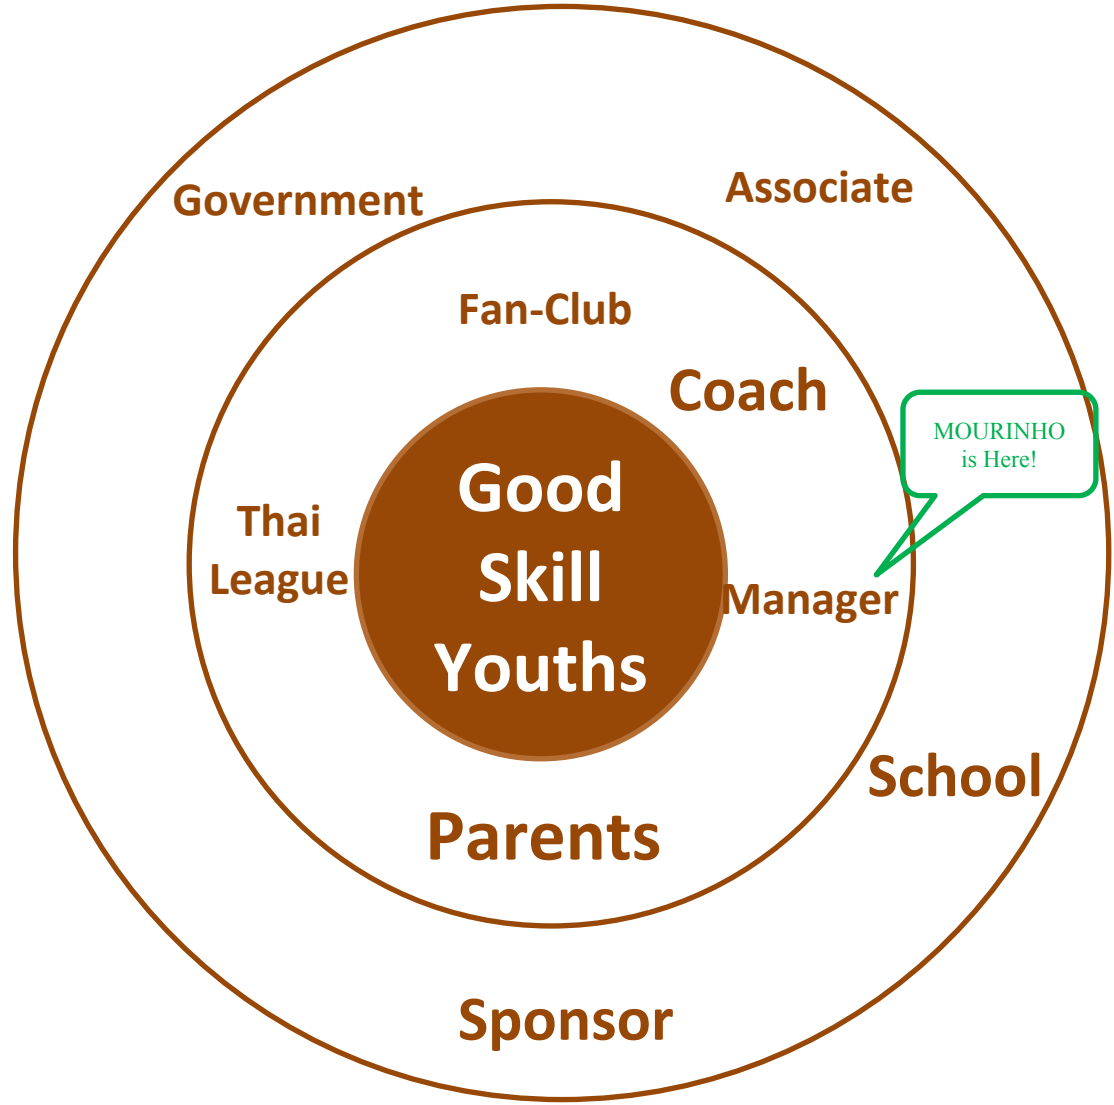 Government
Associate
Fan-Club
Coach
MOURINHO
is Here!
Good
Skill
Youths
Thai
League
Manager
School
Parents
Sponsor